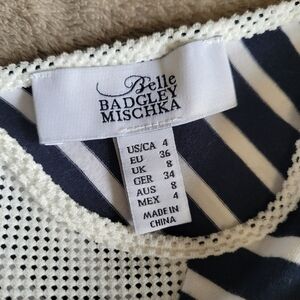 Belle
BADGLEY
MISCHKA
US/CA 4
EU 36
UK 8
GER 34
AUS 8
MEX 4
MADE IN
CHINA